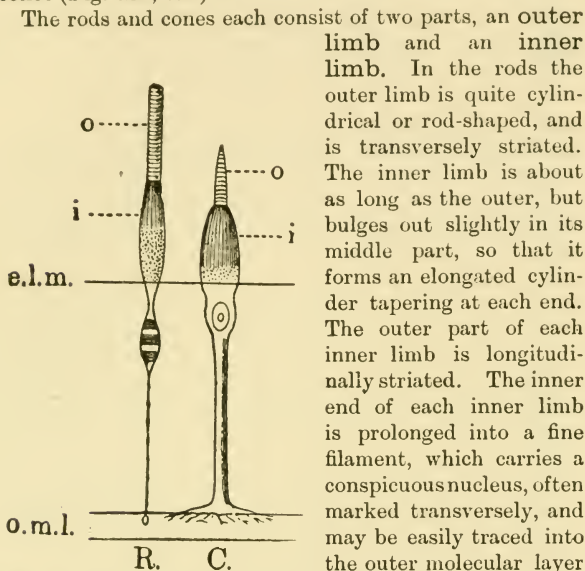 The rods and cones each consist of two parts, an outer
limb and an inner
limb. In the rods the
outer limb is quite cylin-
drical or rod-shaped, and
is transversely striated.
The inner limb is about
as long as the outer, but
bulges out slightly in its
middle part, so that it
forms an elongated cylin-
der tapering at each end.
The outer part of each
inner limb is longitudi-
nally striated. The inner
end of each inner limb
is prolonged into a fine
filament, which carries a
conspicuous nucleus, often
marked transversely, and
may be easily traced into
the outer molecular layer
o
o
i
i
e.l.m.
o.m.l.
R. C.